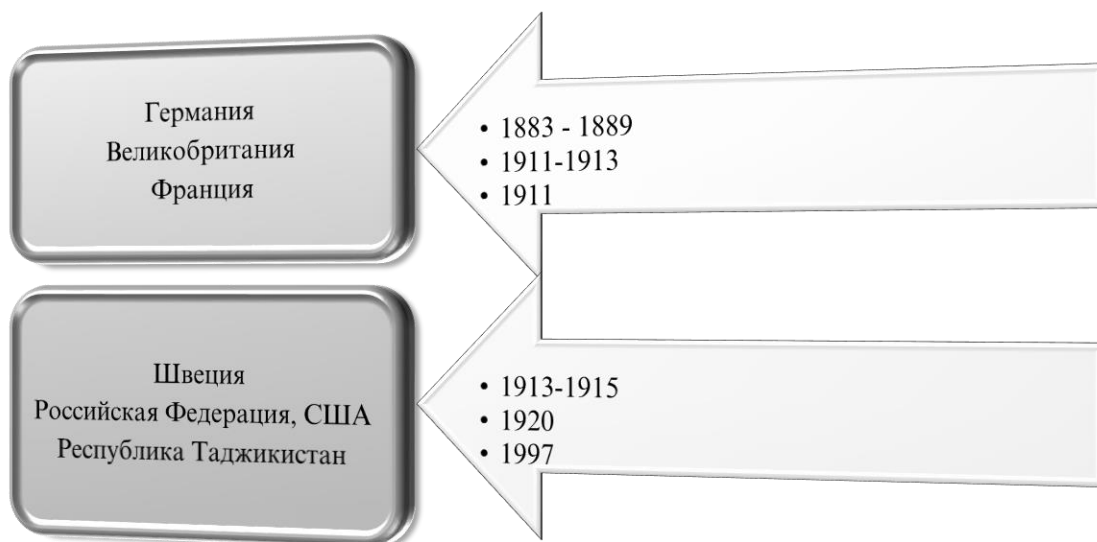 Германия
Великобритания
Франция
• 1883 - 1889
• 1911-1913
• 1911
Швеция
Российская Федерация, США
Республика Таджикистан
• 1913-1915
• 1920
• 1997